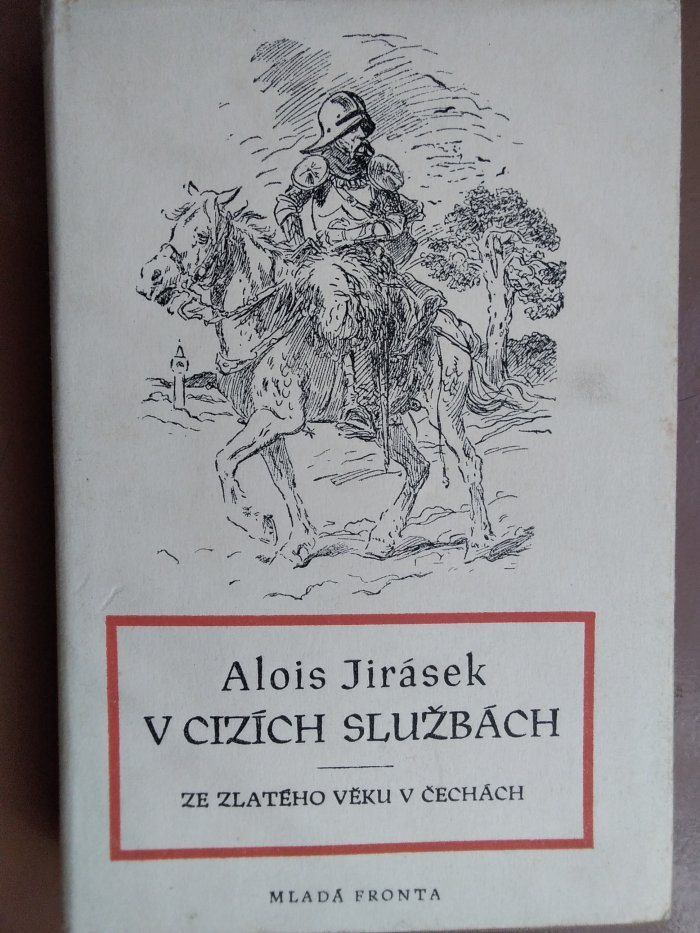 Alois Jirásek
V CIZÍCH SLUŽBÁCH
ZE ZLATÉHO VĚKU V ČECHÁCH
MLADÁ FRONTA